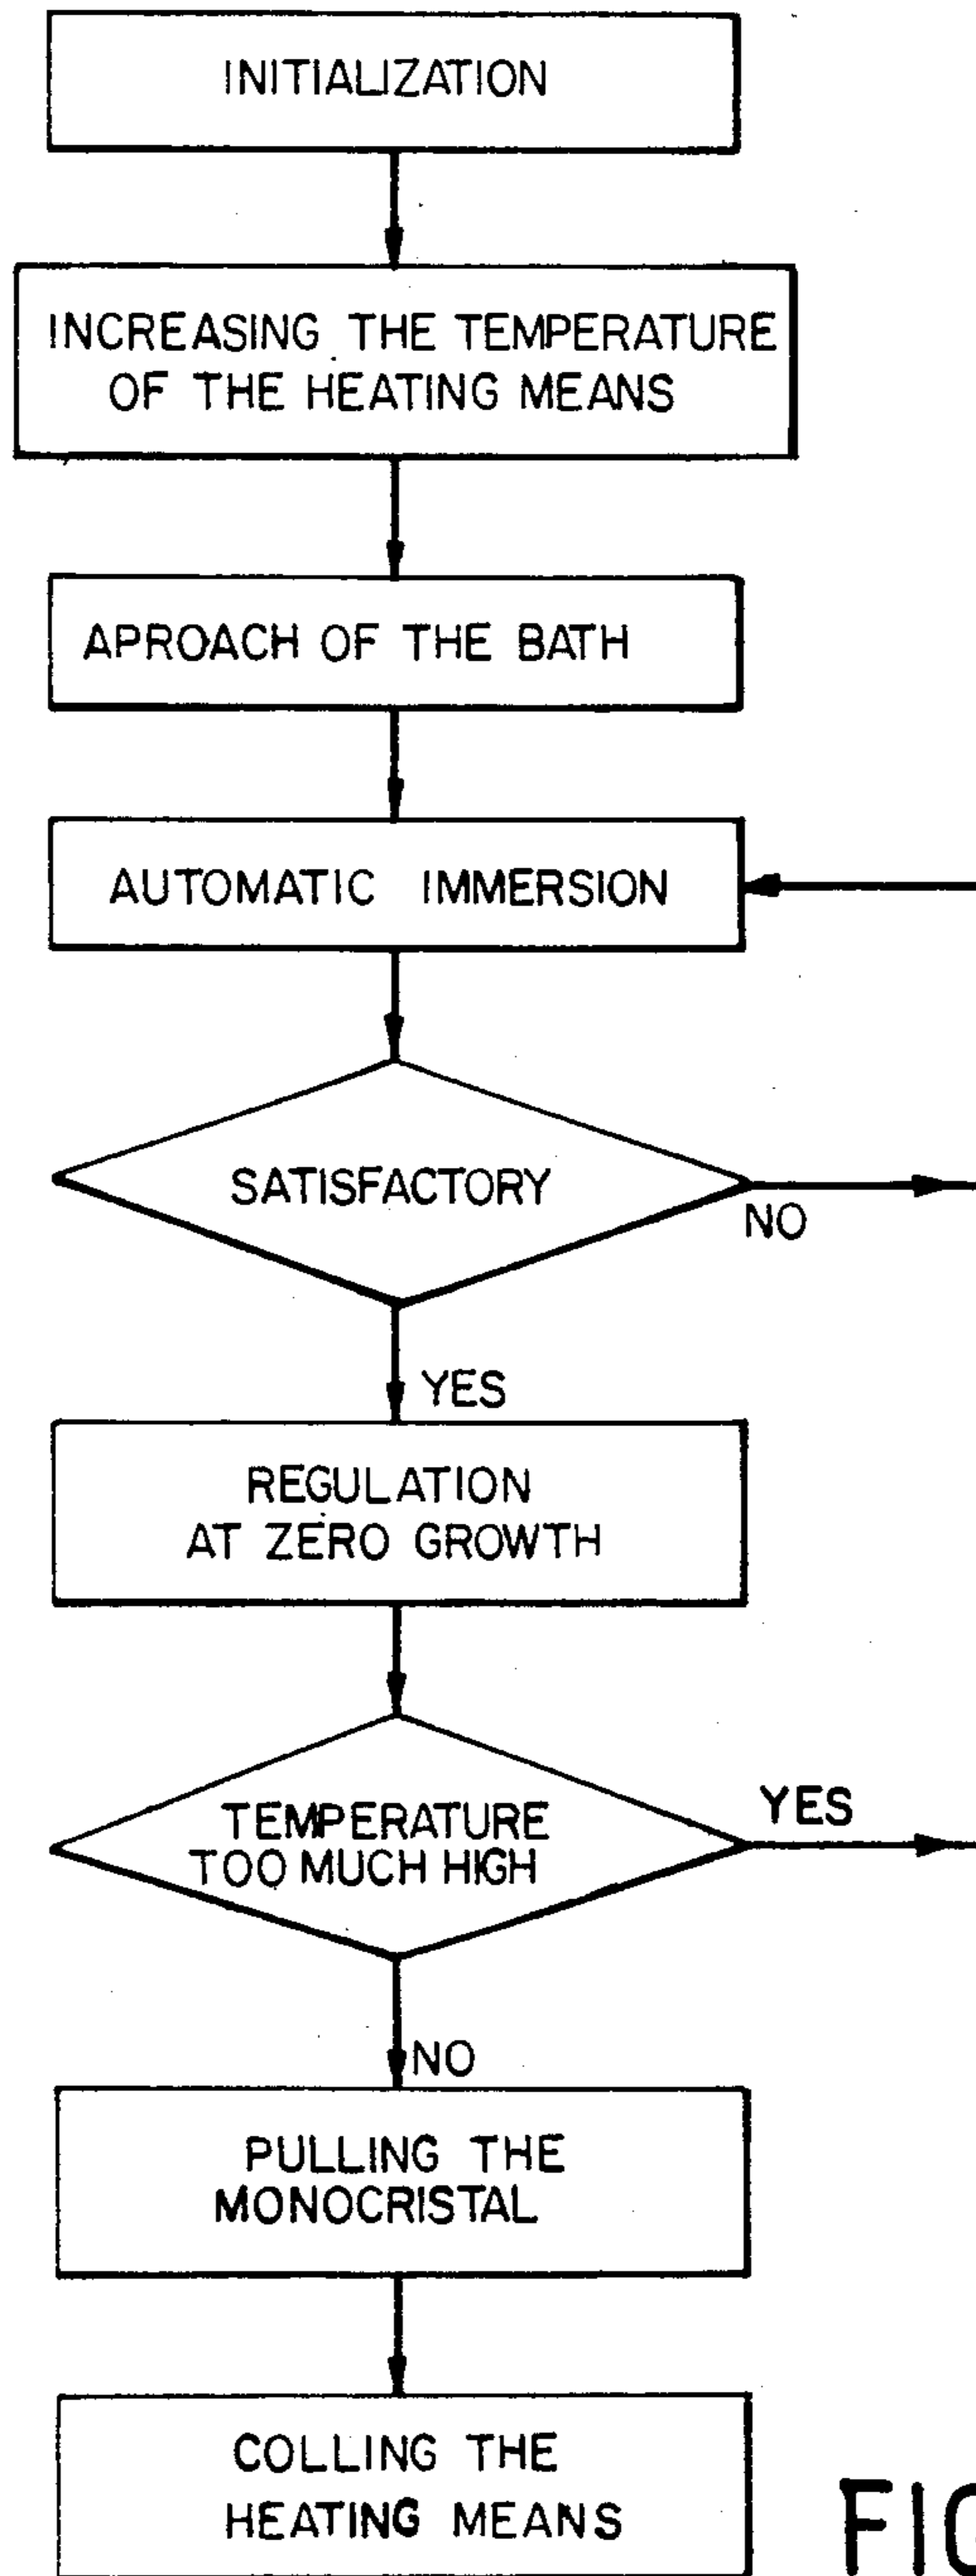 INITIALIZATION
INCREASING THE TEMPERATURE
OF THE HEATING MEANS
APROACH OF THE BATH
AUTOMATIC IMMERSION
SATISFACTORY
NO
YES
REGULATION
AT ZERO GROWTH
YES
TEMPERATURE
TOO MUCH HIGH
NO
PULLING THE
MONOCRISTAL
COLLING THE
HEATING MEANS
FIG